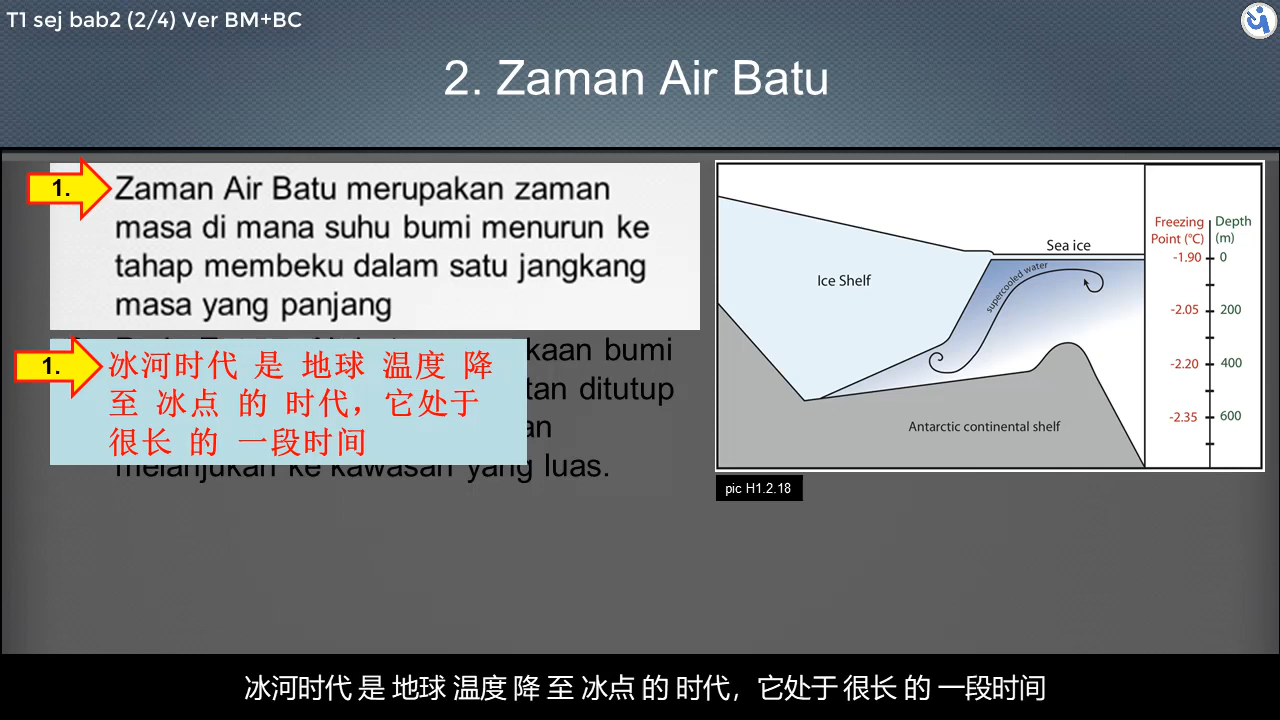 T1 sej bab2 (2/4) Ver BM+BC
2. Zaman Air Batu
1.
Zaman Air Batu merupakan zaman
masa di mana suhu bumi menurun ke
tahap membeku dalam satu jangkang
masa yang panjang
1.
冰河时代 是 地球 温度 降
至 冰点 的 时代，它处于
很长 的 一段时间
kaan bumi
tan ditutup
an
melanjukan ke kawasan yang luas.
Ice Shelf
Sea ice
supercooled water
Antarctic continental shelf
Freezing Depth
Point (°C) (m)
-1.90 0
-2.05 200
-2.20 400
-2.35 600
pic H1.2.18
冰河时代 是 地球 温度 降 至 冰点 的 时代，它处于 很长 的 一段时间